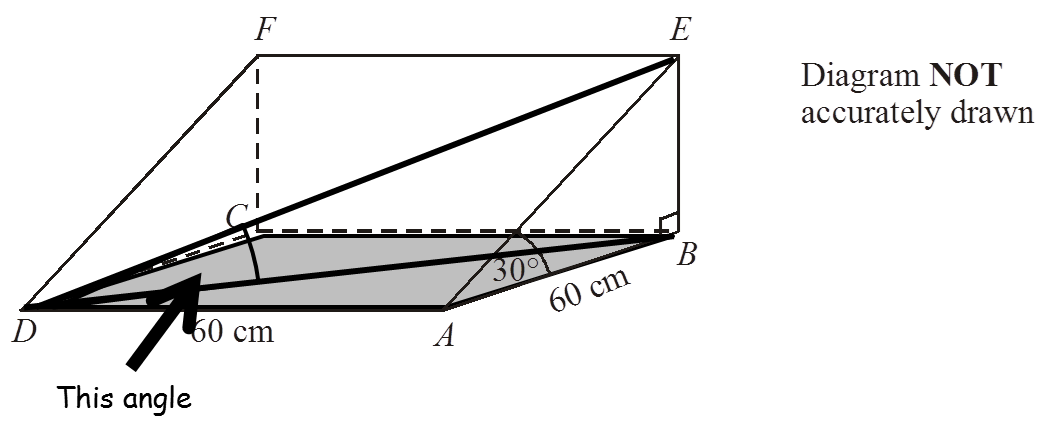 F
E
Diagram NOT
accurately drawn
C
B
30°
60 cm
D
60 cm
A
This angle